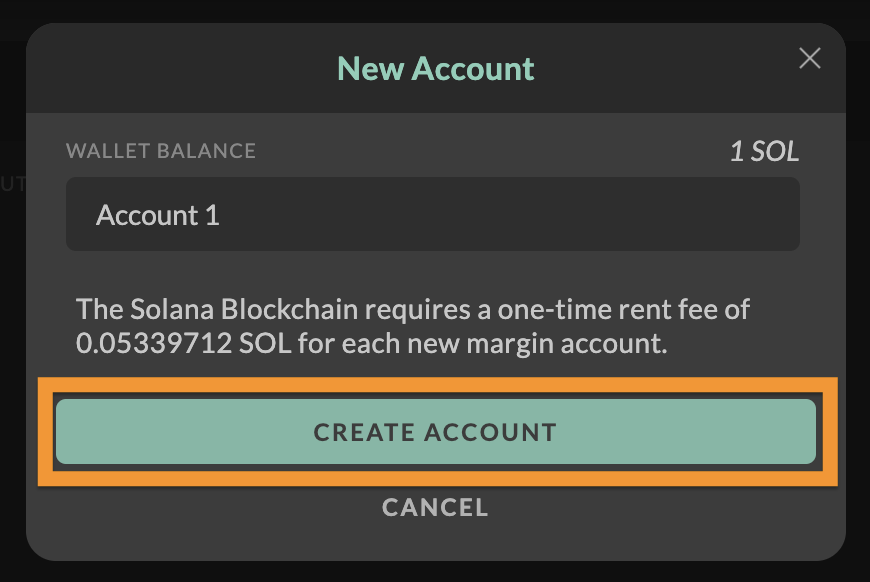 New Account
WALLET BALANCE 1 SOL
UT
Account 1
The Solana Blockchain requires a one-time rent fee of
0.05339712 SOL for each new margin account.
CREATE ACCOUNT
CANCEL